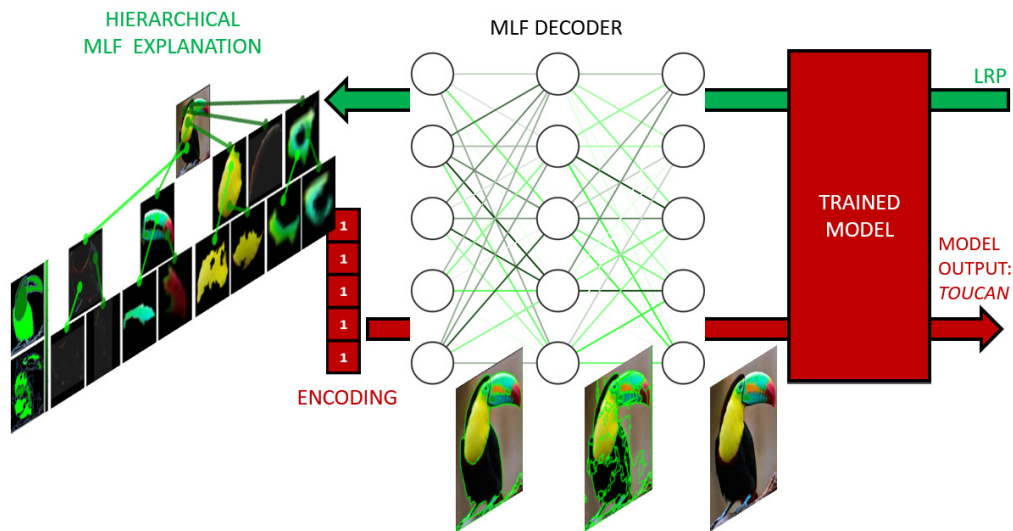 HIERARCHICAL
MLF EXPLANATION
MLF DECODER
LRP
TRAINED
MODEL
MODEL
OUTPUT:
TOUCAN
1
1
1
1
1
ENCODING